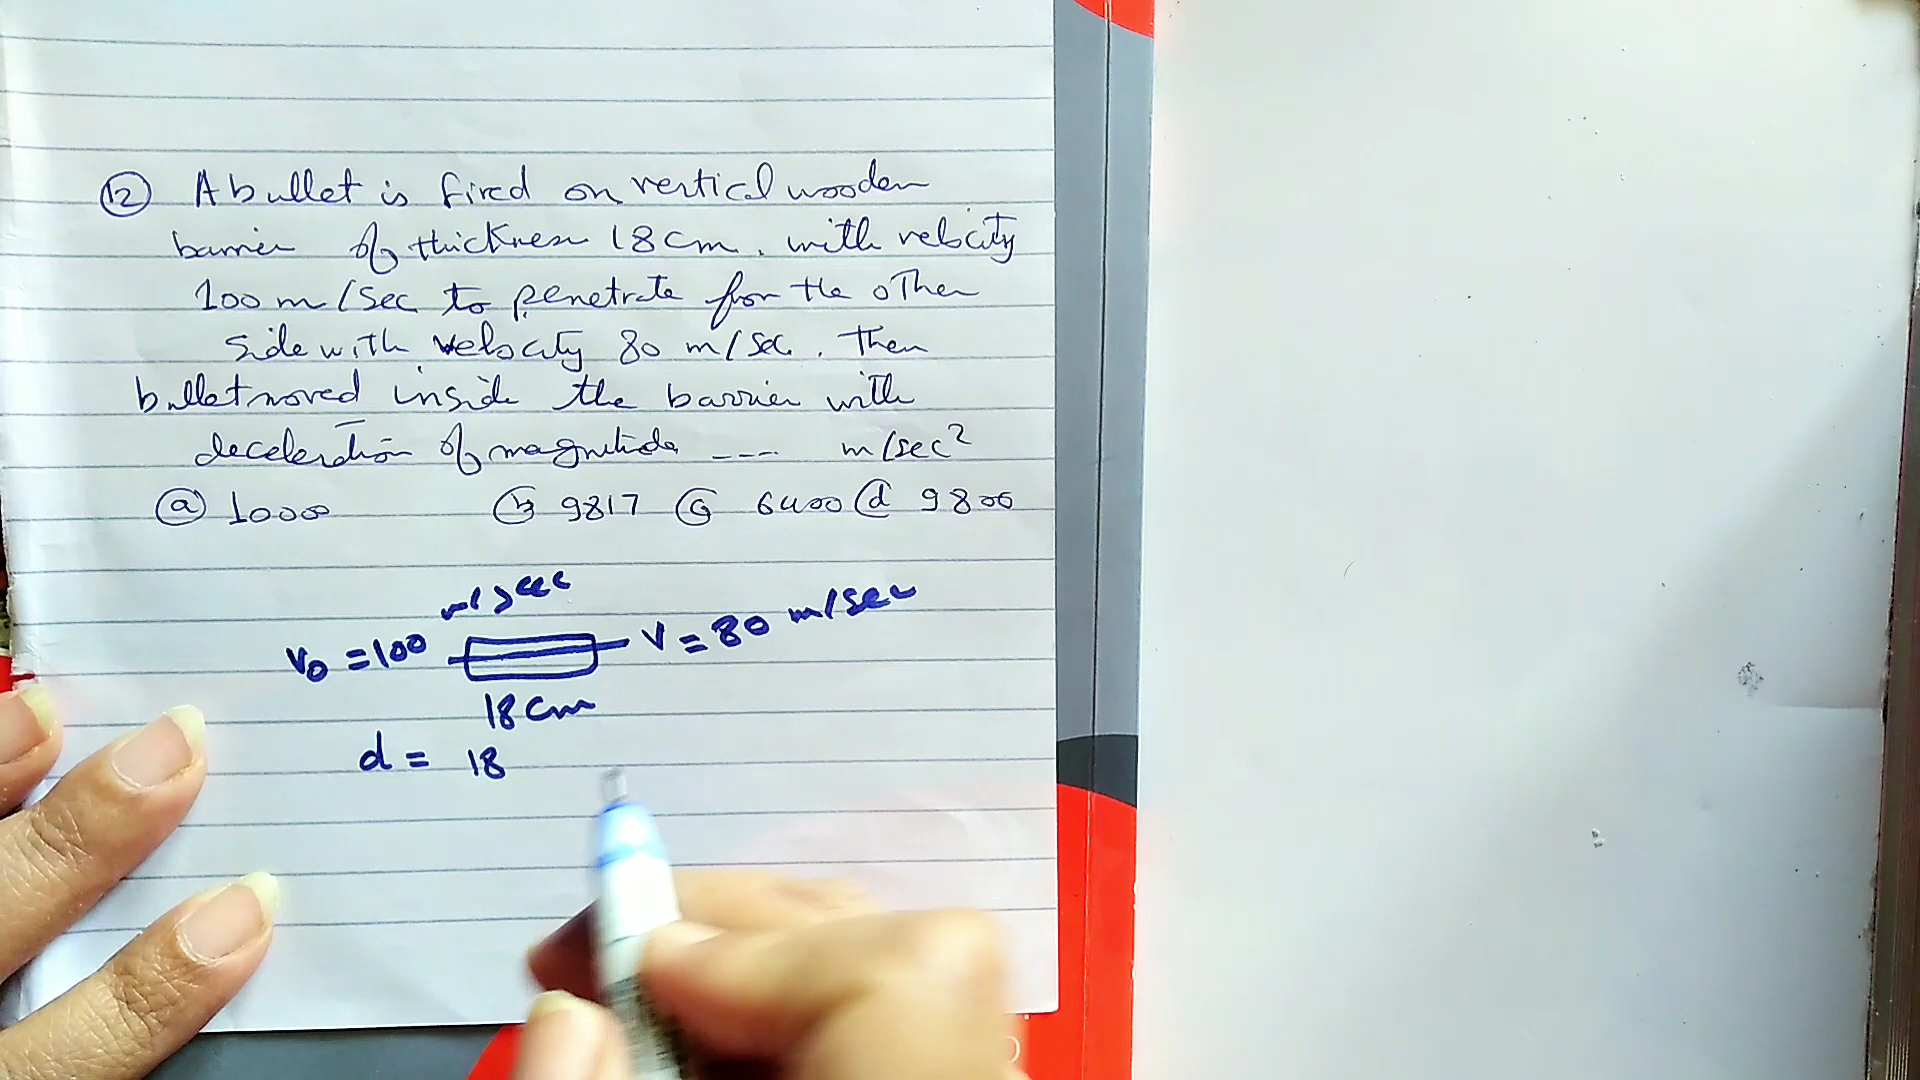 12 A bullet is fired on vertical wooden
barrier of thickness 18 cm. with velocity
100 m/sec to penetrate from the other
side with velocity 80 m/sec. Then
bullet moved inside the barrier with
deceleration of magnitude ---- m/sec²
a 10000 b 9817 c 6400 d 9800
m/sec
V₀ = 100 V = 80 m/sec
18 cm
d = 18